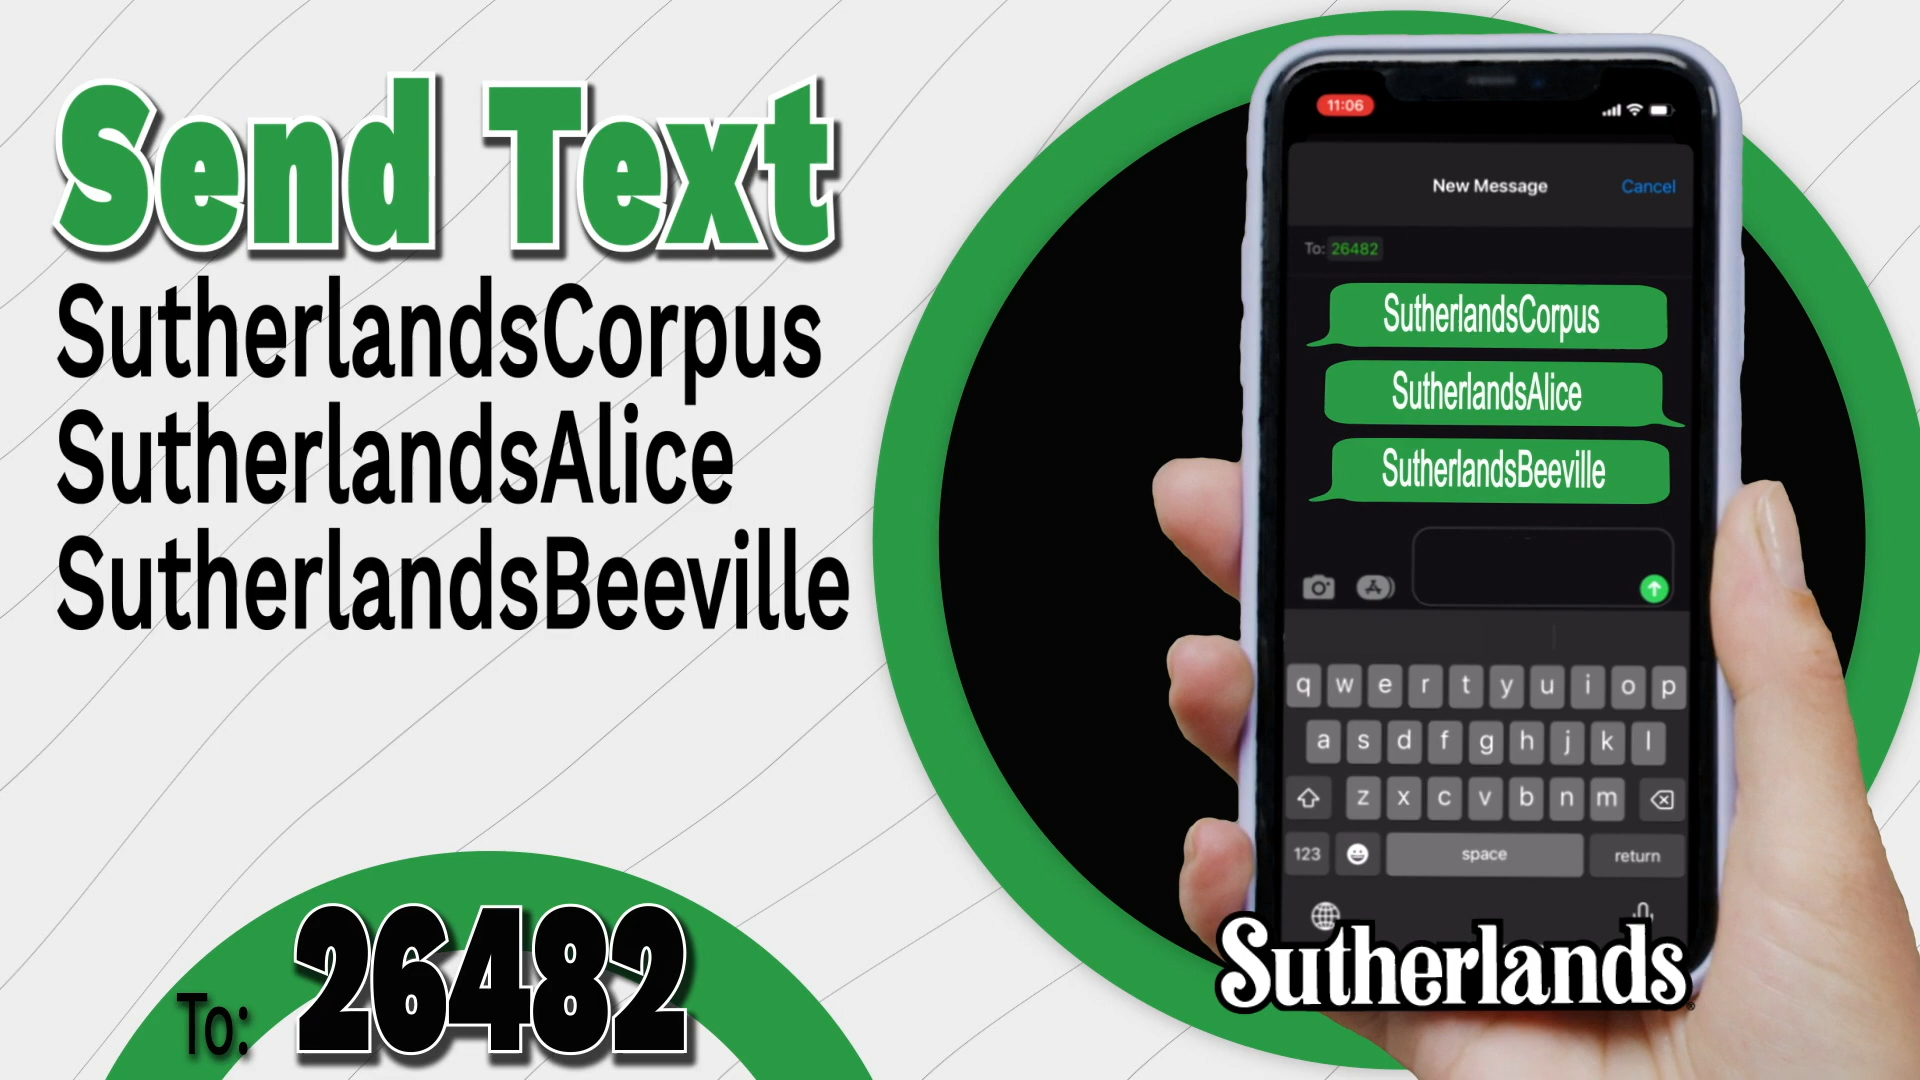 Send Text
SutherlandsCorpus
SutherlandsAlice
SutherlandsBeeville
To: 26482
11:06
New Message
Cancel
To: 26482
SutherlandsCorpus
SutherlandsAlice
SutherlandsBeeville
q w e r t y u i o p
a s d f g h j k l
z x c v b n m
123
space
return
Sutherlands